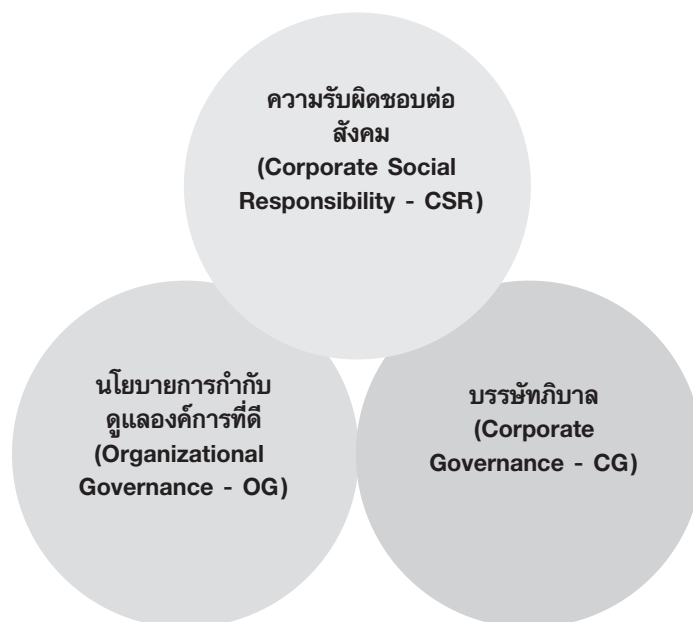 ความรับผิดชอบต่อ
สังคม
(Corporate Social
Responsibility - CSR)
นโยบายการกำกับ
ดูแลองค์การที่ดี
(Organizational
Governance - OG)
บรรษัทภิบาล
(Corporate
Governance - CG)